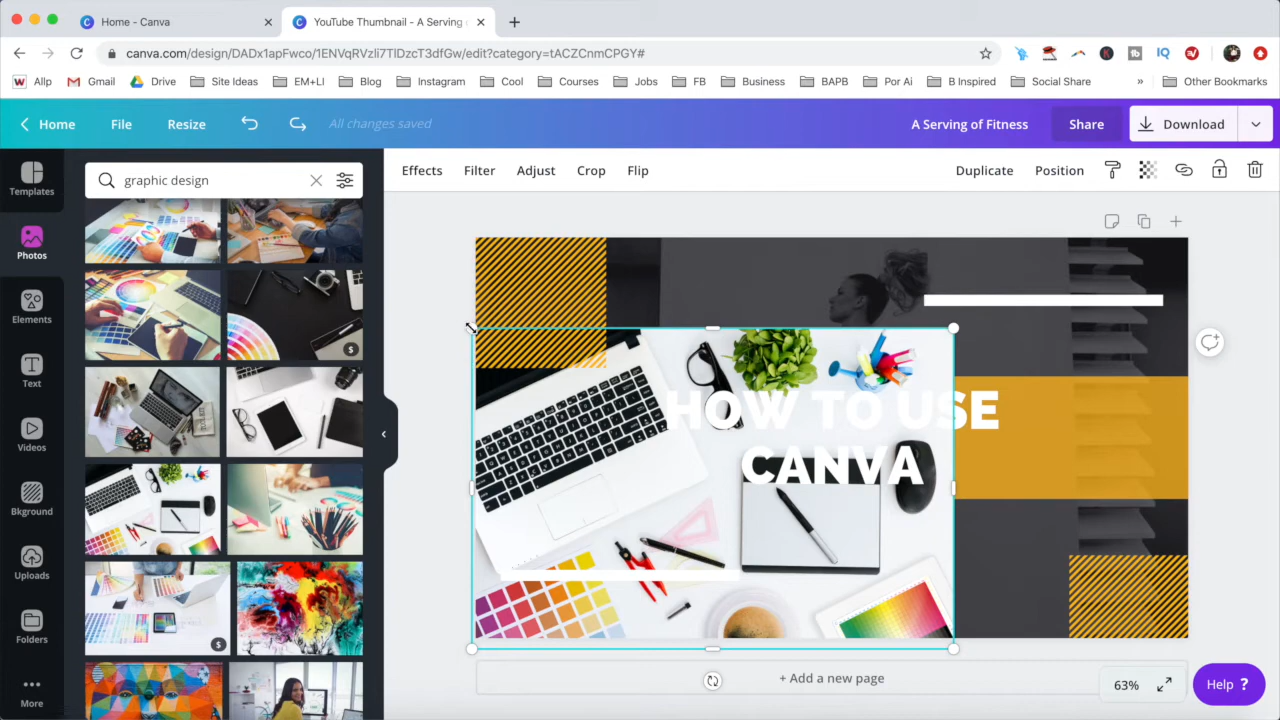 Home - Canva
YouTube Thumbnail - A Serving
canva.com/design/DADx1apFwco/1ENVqRVzli7TlDzcT3dfGw/edit?category=tACZCnmCPGY#
Allp Gmail Drive Site Ideas EM+LI Blog Instagram Cool Courses Jobs FB Business BAPB Por Ai B Inspired Social Share » Other Bookmarks
Home File Resize All changes saved A Serving of Fitness Share Download
Templates
Photos
Elements
Text
Videos
Bkground
Uploads
Folders
More
graphic design
$
$
Effects Filter Adjust Crop Flip Duplicate Position
HOW TO USE
CANVA
+ Add a new page
63%
Help ?